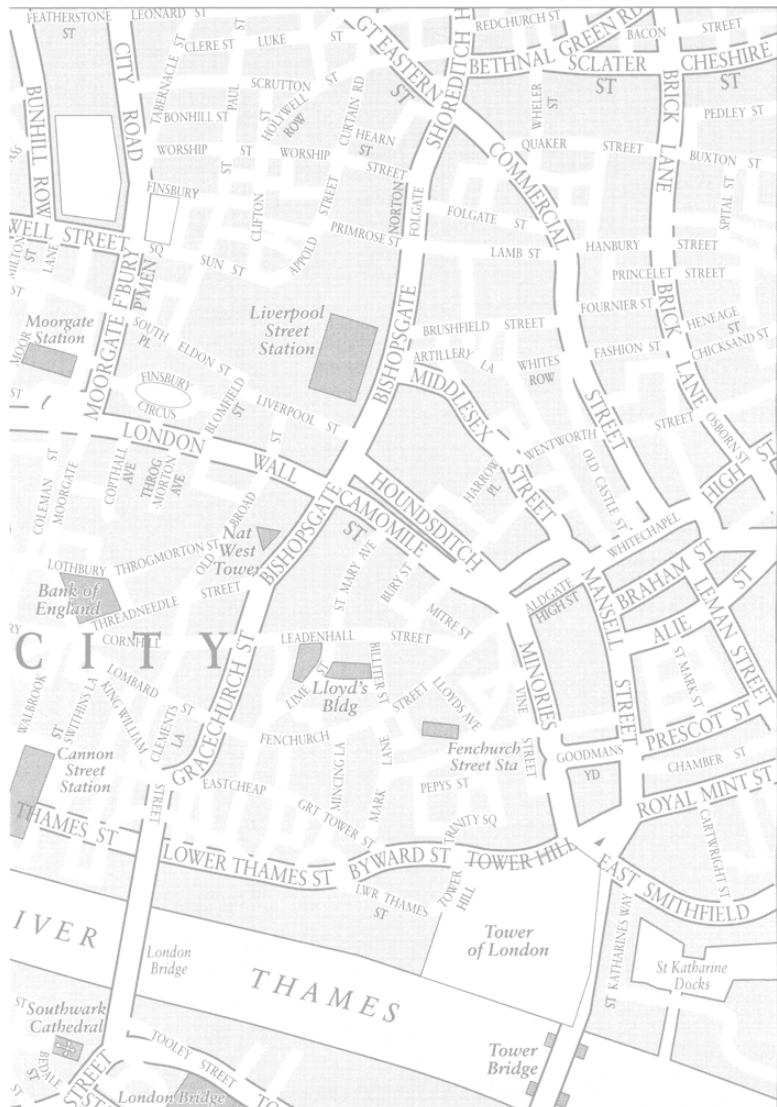 FEATHERSTONE
ST
LEONARD ST
REDCHURCH ST
BACON
STREET
CLERE ST
LUKE
ST
GT EASTERN
ST
SHOREDITCH H
BETHNAL GREEN RD
SCLATER
ST
CHESHIRE
ST
BUNHILL ROW
CITY
ROAD
TABERNACLE ST
PAUL
ST
SCRUTTON
ST
HOLYWELL
ROW
CURTAIN RD
WHELER
ST
BRICK
LANE
PEDLEY ST
BONHILL ST
HEARN
ST
WORSHIP
ST
WORSHIP
STREET
COMMERCIAL
QUAKER
STREET
BUXTON ST
FINSBURY
SQ
CLIFTON
ST
APPOLD
STREET
NORTON
FOLGATE
FOLGATE ST
SPITAL ST
WELL STREET
SUN ST
PRIMROSE ST
LAMB ST
HANBURY
STREET
MILTON
ST
MOOR
LANE
ST
PRINCELET STREET
F'BURY
P'MEN
MOORGATE
Moorgate
Station
SOUTH
PL
ELDON ST
Liverpool
Street
Station
BISHOPSGATE
FOURNIER ST
BRICK
LANE
HENEAGE
ST
CHICKSAND ST
BRUSHFIELD STREET
ARTILLERY LA
WHITES
ROW
FASHION ST
FINSBURY
CIRCUS
BLOMFIELD
ST
LIVERPOOL ST
MIDDLESEX
STREET
STREET
WENTWORTH
STREET
OSBORN ST
ST
LONDON
WALL
COLEMAN ST
MOORGATE
COPTHALL
AVE
THROG
-MORTON
AVE
OLD
BROAD
ST
HARROW
PL
OLD CASTLE ST
HIGH ST
WHITECHAPEL
HOUNDSDITCH
CAMOMILE
ST
BISHOPSGATE
Nat
West
Tower
LOTHBURY
THROGMORTON ST
Bank of
England
THREADNEEDLE
STREET
ST MARY AVE
BURY ST
MITRE ST
ALDGATE
HIGH ST
MANSELL
STREET
BRAHAM ST
LEMAN STREET
ALIE ST
CITY
CORNHILL
LEADENHALL
STREET
MINORIES
ST MARK ST
WALBROOK
ST SWITHINS LA
LOMBARD
ST
KING WILLIAM
STREET
CLEMENTS
LA
GRACECHURCH ST
LIME ST
Lloyd's
Bldg
BILLITER ST
FENCHURCH
STREET
LLOYDS AVE
VINE
STREET
Fenchurch
Street Sta
GOODMANS
YD
PRESCOT ST
CHAMBER ST
Cannon
Street
Station
EASTCHEAP
MINCING LA
MARK
LANE
PEPYS ST
ROYAL MINT ST
CARTWRIGHT ST
THAMES ST
GRT TOWER ST
TRINITY SQ
LOWER THAMES ST
BYWARD ST
TOWER HILL
EAST SMITHFIELD
LWR THAMES
ST
TOWER
HILL
Tower
of London
ST KATHARINES WAY
St Katharine
Docks
IVER
THAMES
London
Bridge
ST
Southwark
Cathedral
BEDALE
ST
STREET
TOOLEY STREET
London Bridge
Tower
Bridge